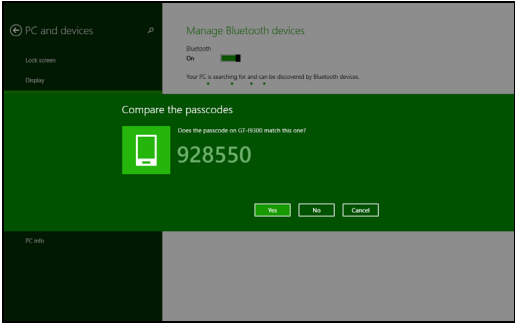 PC and devices
Manage Bluetooth devices
Bluetooth
On
Lock screen
Your PC is searching for and can be discovered by Bluetooth devices.
Display
Compare the passcodes
Does the passcode on GT-I9300 match this one?
928550
Yes No Cancel
PC info